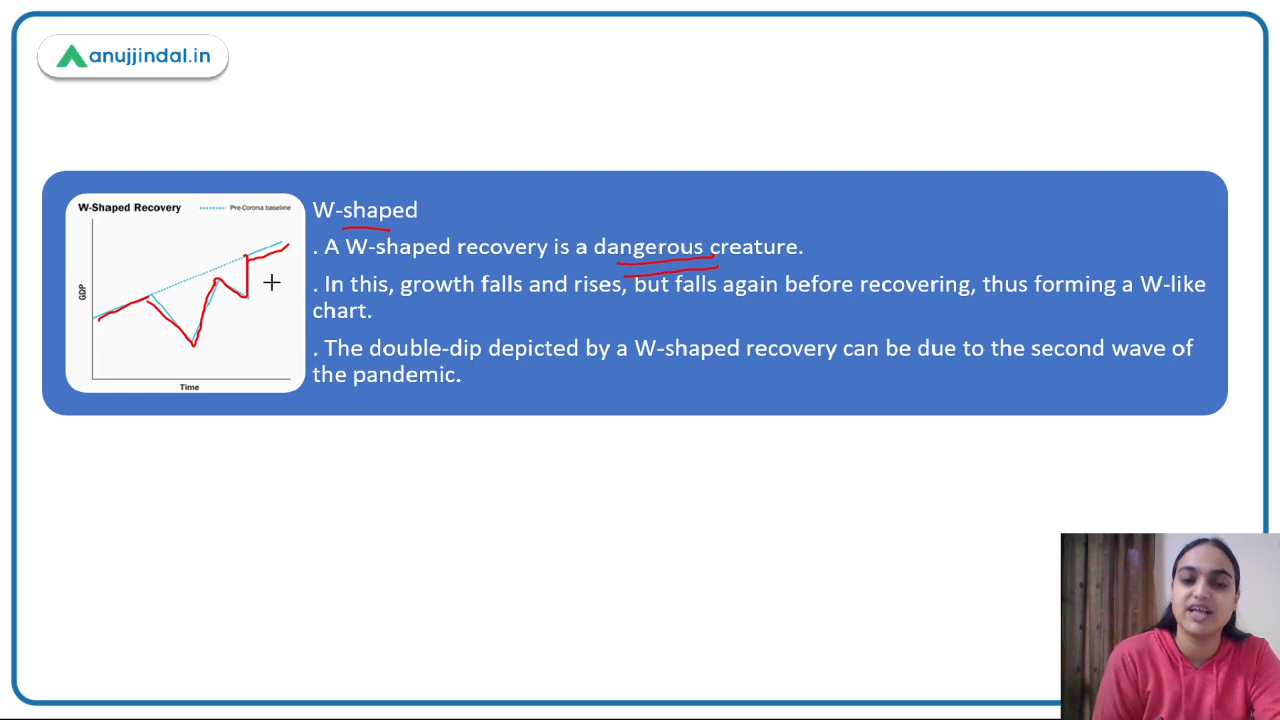 anujjindal.in
W-Shaped Recovery
Pre-Corona baseline
GDP
Time
W-shaped
. A W-shaped recovery is a dangerous creature.
. In this, growth falls and rises, but falls again before recovering, thus forming a W-like
chart.
. The double-dip depicted by a W-shaped recovery can be due to the second wave of
the pandemic.